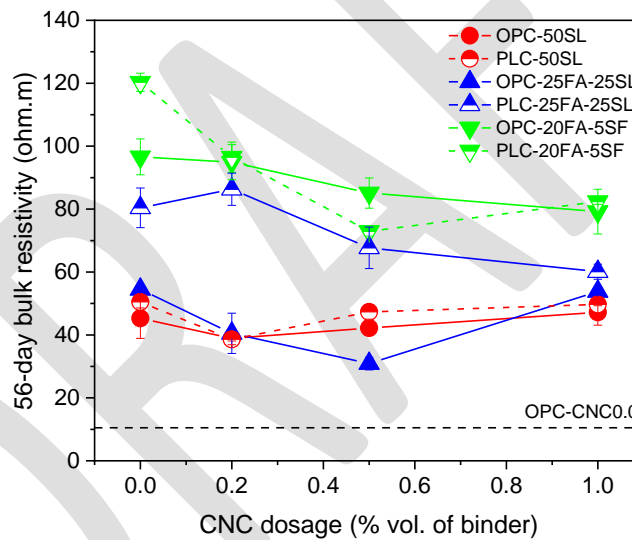 140
120
100
80
60
40
20
0
0.0 0.2 0.4 0.6 0.8 1.0
56-day bulk resistivity (ohm.m)
CNC dosage (% vol. of binder)
OPC-50SL
PLC-50SL
OPC-25FA-25SL
PLC-25FA-25SL
OPC-20FA-5SF
PLC-20FA-5SF
OPC-CNC0.0